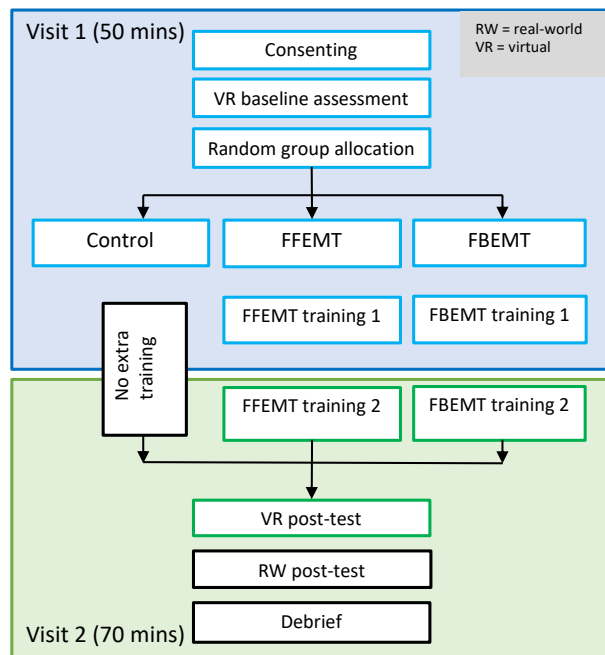 Visit 1 (50 mins)
RW = real-world
VR = virtual
Consenting
VR baseline assessment
Random group allocation
Control
FFEMT
FBEMT
No extra
training
FFEMT training 1
FBEMT training 1
FFEMT training 2
FBEMT training 2
VR post-test
RW post-test
Debrief
Visit 2 (70 mins)